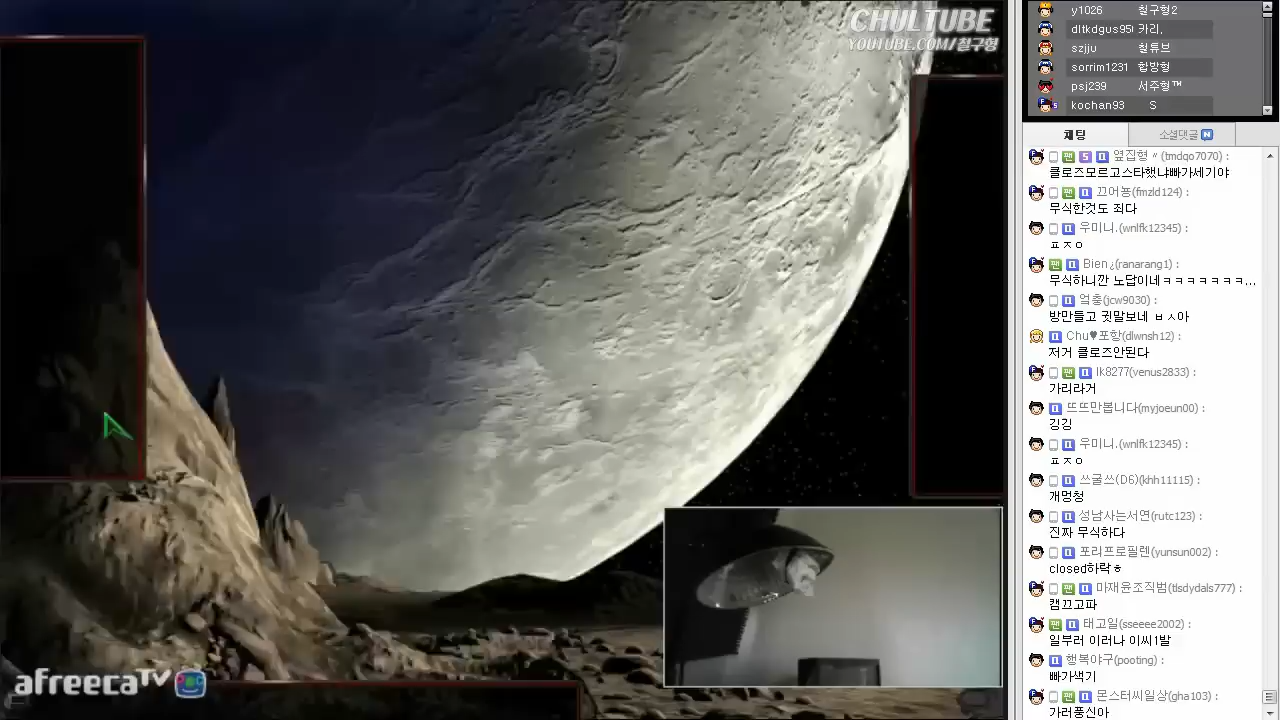 CHULTUBE
YOUTUBE.COM/철구형
y1026 철구형2
dltkdgus95 카리,
szjju 철튜브
sorrim1231 함방형
psj239 서주형™
kochan93 S
채팅
소셜댓글 N
옆집형〃(tmdqo7070) :
클로즈모르고스타했냐빠가세기야
끄어농(fmzld124) :
무식한것도 죄다
우미니.(wnlfk12345) :
ㅍㅈㅇ
Bien¿(ranarang1) :
무식하니깐 노답이네ㅋㅋㅋㅋㅋㅋㅋ...
얼충(jcw9030) :
방만들고 귓말보네 ㅂㅅ아
Chu♥포항(dlwnsh12) :
저거 클로즈안된다
lk8277(venus2833) :
가리라거
뜨뜨만봅니다(myjoeun00) :
깅깅
우미니.(wnlfk12345) :
ㅍㅈㅇ
쓰굴쓰(D6)(khh11115) :
개멍청
성남사는서연(rutc123) :
진짜 무식하다
포리프로필렌(yunsun002) :
closed하락ㅎ
마재윤조작범(tlsdydals777) :
캠끄고파
태고일(sseeee2002) :
일부러 이러나 이씨1발
행복야구(pooting) :
빠가색기
몬스터씨일상(gha103) :
가러풍신아
afreecaTV